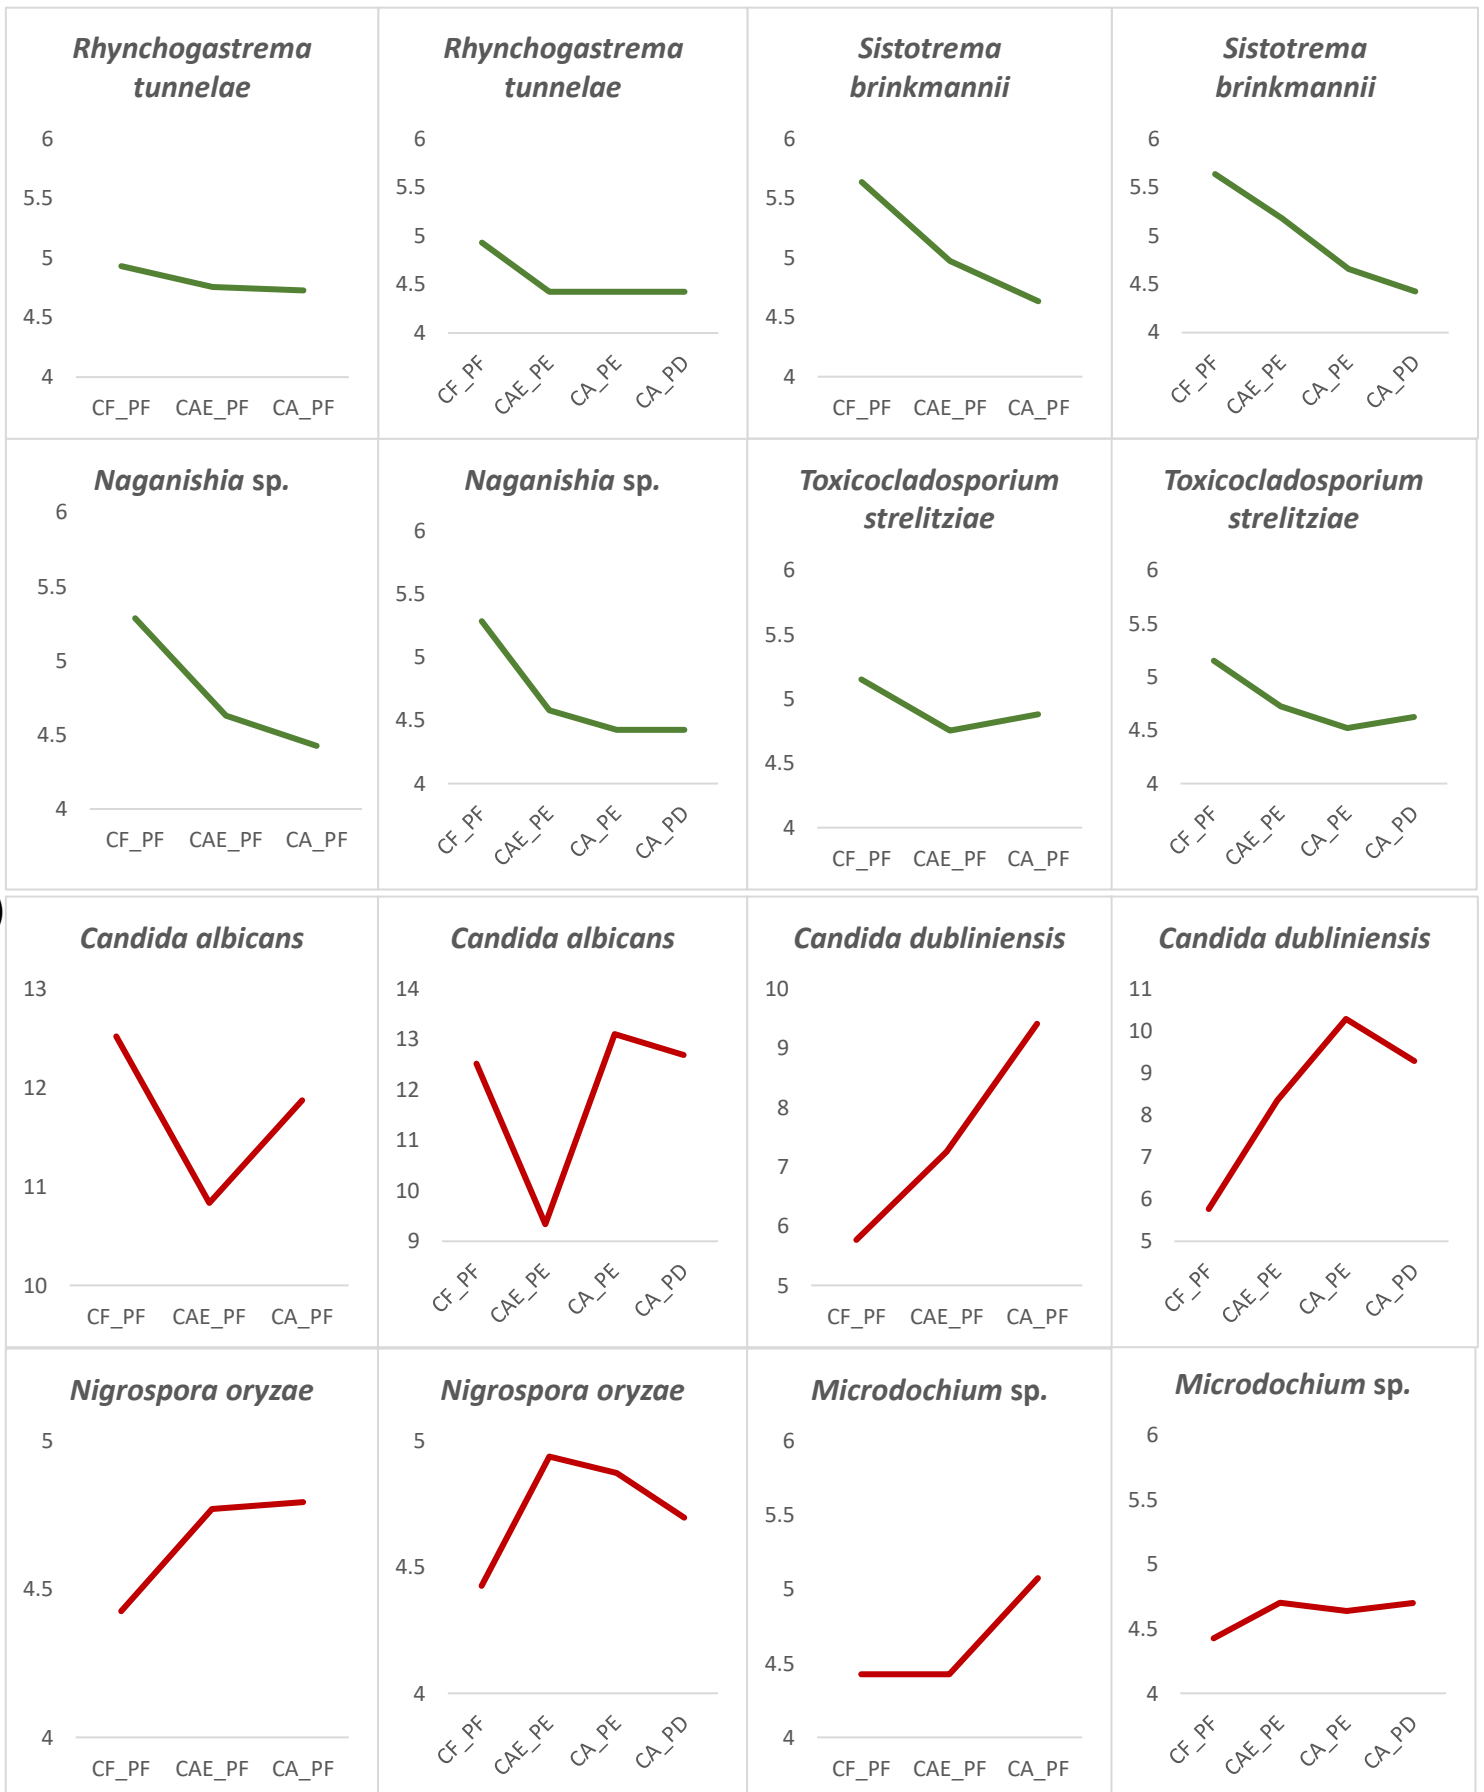 Rhynchogastrema
tunnelae
6
5.5
5
4.5
4
CF_PF CAE_PF CA_PF
Rhynchogastrema
tunnelae
6
5.5
5
4.5
4
CF_PF CAE_PE CA_PE CA_PD
Sistotrema
brinkmannii
6
5.5
5
4.5
4
CF_PF CAE_PF CA_PF
Sistotrema
brinkmannii
6
5.5
5
4.5
4
CF_PF CAE_PE CA_PE CA_PD
Naganishia sp.
6
5.5
5
4.5
4
CF_PF CAE_PF CA_PF
Naganishia sp.
6
5.5
5
4.5
4
CF_PF CAE_PE CA_PE CA_PD
Toxicocladosporium
strelitziae
6
5.5
5
4.5
4
CF_PF CAE_PF CA_PF
Toxicocladosporium
strelitziae
6
5.5
5
4.5
4
CF_PF CAE_PE CA_PE CA_PD
)
Candida albicans
13
12
11
10
CF_PF CAE_PF CA_PF
Candida albicans
14
13
12
11
10
9
CF_PF CAE_PE CA_PE CA_PD
Candida dubliniensis
10
9
8
7
6
5
CF_PF CAE_PF CA_PF
Candida dubliniensis
11
10
9
8
7
6
5
CF_PF CAE_PE CA_PE CA_PD
Nigrospora oryzae
5
4.5
4
CF_PF CAE_PF CA_PF
Nigrospora oryzae
5
4.5
4
CF_PF CAE_PE CA_PE CA_PD
Microdochium sp.
6
5.5
5
4.5
4
CF_PF CAE_PF CA_PF
Microdochium sp.
6
5.5
5
4.5
4
CF_PF CAE_PE CA_PE CA_PD